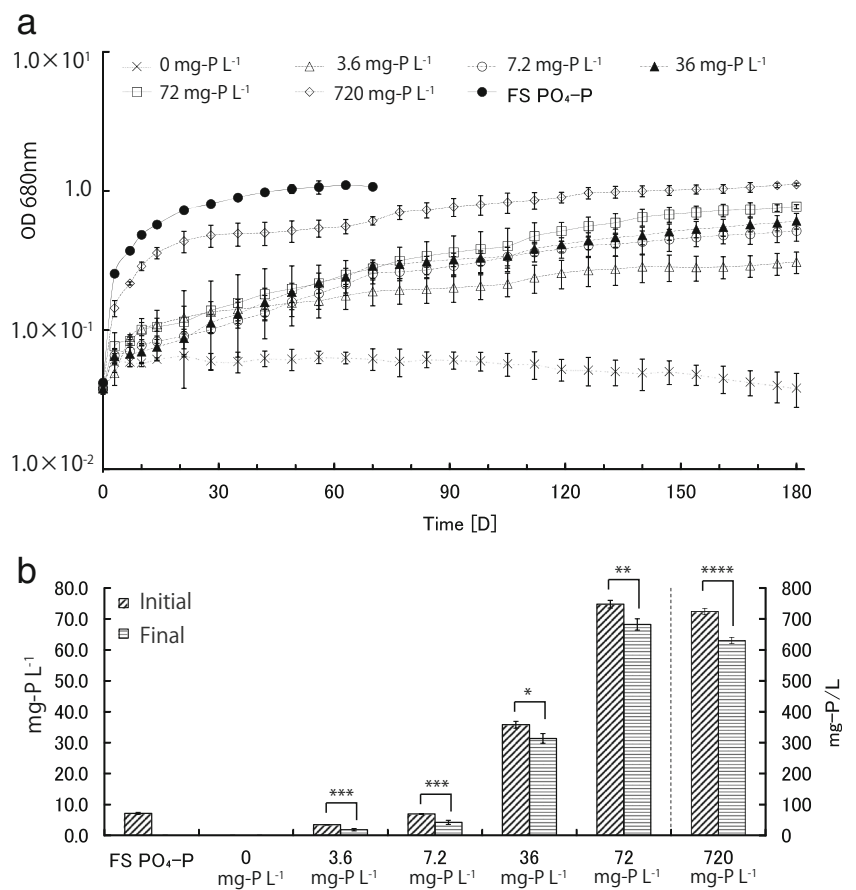 a
1.0×10¹
1.0
1.0×10⁻¹
1.0×10⁻²
OD 680nm
0 mg-P L⁻¹ 3.6 mg-P L⁻¹ 7.2 mg-P L⁻¹ 36 mg-P L⁻¹
72 mg-P L⁻¹ 720 mg-P L⁻¹ FS PO₄-P
0 30 60 90 120 150 180
Time [D]
b
80.0
70.0
60.0
50.0
40.0
30.0
20.0
10.0
0.0
mg-P L⁻¹
Initial
Final
***
***
*
**
****
800
700
600
500
400
300
200
100
0
mg-P/L
FS PO₄-P 0 3.6 7.2 36 72 720
mg-P L⁻¹ mg-P L⁻¹ mg-P L⁻¹ mg-P L⁻¹ mg-P L⁻¹ mg-P L⁻¹